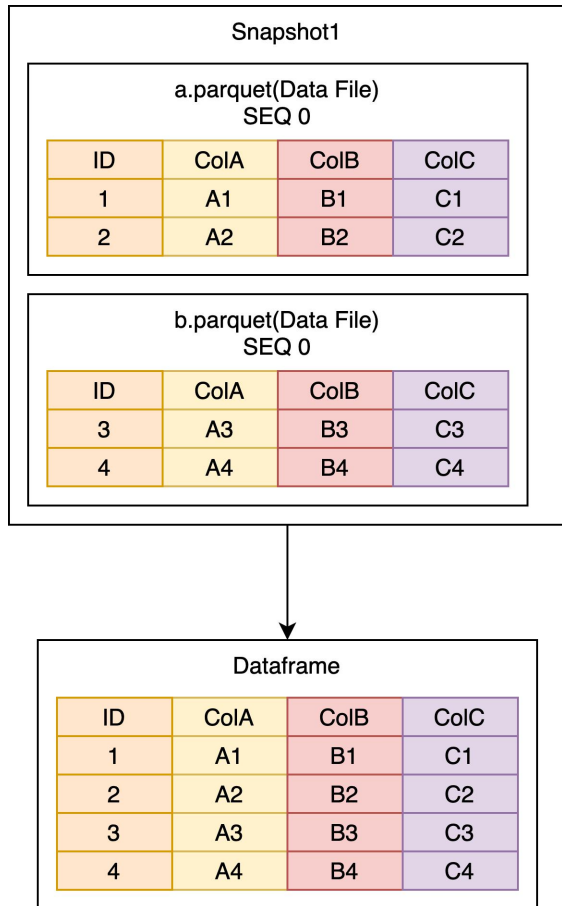 Snapshot1
a.parquet(Data File)
SEQ 0
ID ColA ColB ColC
1 A1 B1 C1
2 A2 B2 C2
b.parquet(Data File)
SEQ 0
ID ColA ColB ColC
3 A3 B3 C3
4 A4 B4 C4
Dataframe
ID ColA ColB ColC
1 A1 B1 C1
2 A2 B2 C2
3 A3 B3 C3
4 A4 B4 C4